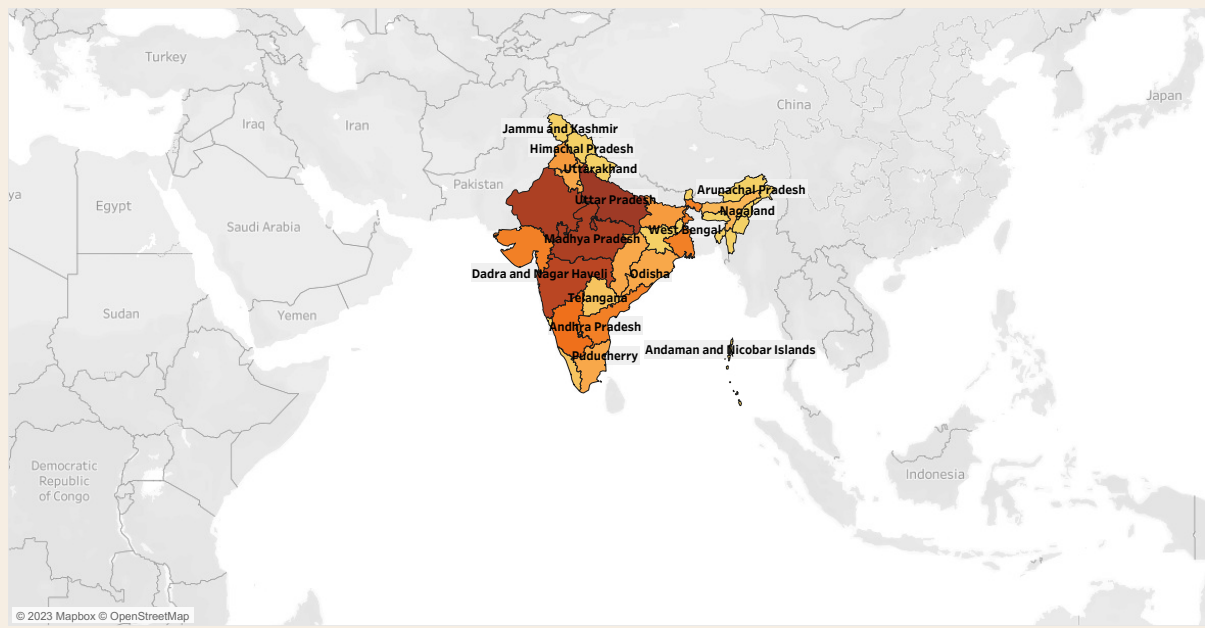 Turkey
China
Japan
Iraq
Iran
Jammu and Kashmir
Himachal Pradesh
Uttarakhand
Pakistan
Arunachal Pradesh
ya
Egypt
Uttar Pradesh
Nagaland
Saudi Arabia
West Bengal
Madhya Pradesh
Dadra and Nagar Haveli
Odisha
Telangana
Sudan
Yemen
Andhra Pradesh
Puducherry
Andaman and Nicobar Islands
Democratic
Republic
of Congo
Indonesia
© 2023 Mapbox © OpenStreetMap